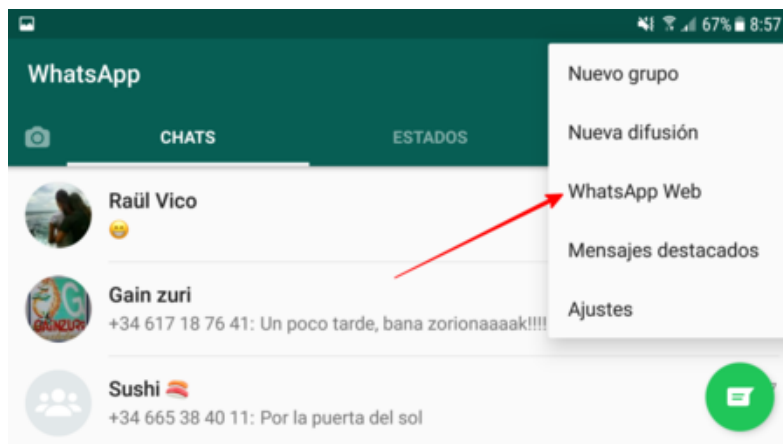 67% 8:57
WhatsApp
CHATS
ESTADOS
Nuevo grupo
Nueva difusión
WhatsApp Web
Mensajes destacados
Ajustes
Raül Vico
Gain zuri
+34 617 18 76 41: Un poco tarde, bana zorionaaaak!!!!
Sushi 🍣
+34 665 38 40 11: Por la puerta del sol